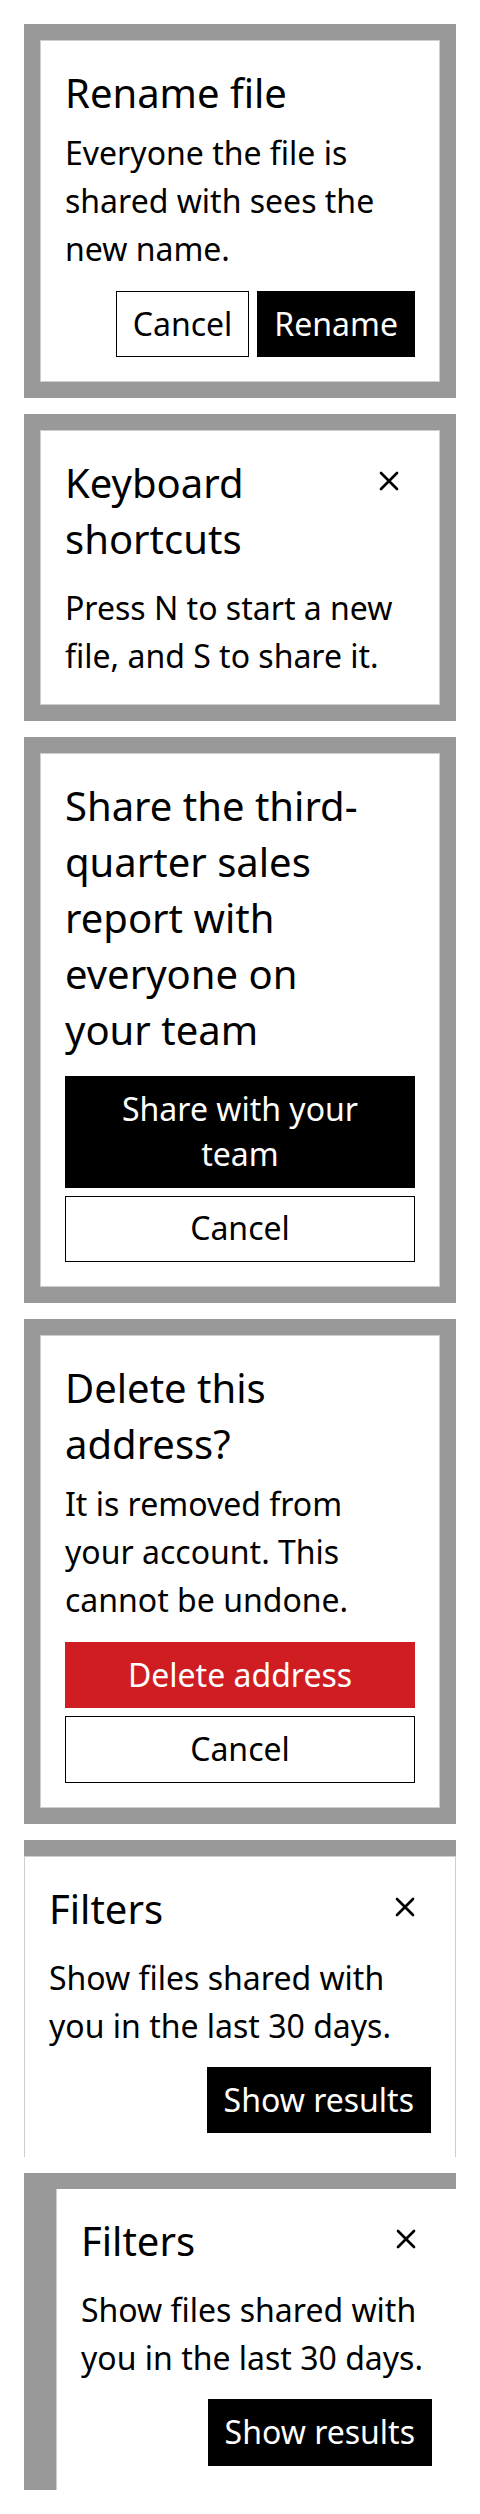 Rename file
Everyone the file is
shared with sees the
new name.
Cancel Rename
Keyboard
shortcuts
Press N to start a new
file, and S to share it.
Share the third-
quarter sales
report with
everyone on
your team
Share with your
team
Cancel
Delete this
address?
It is removed from
your account. This
cannot be undone.
Delete address
Cancel
Filters
Show files shared with
you in the last 30 days.
Show results
Filters
Show files shared with
you in the last 30 days.
Show results